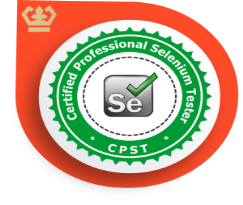 Certified Professional Selenium Tester
Se
CPST